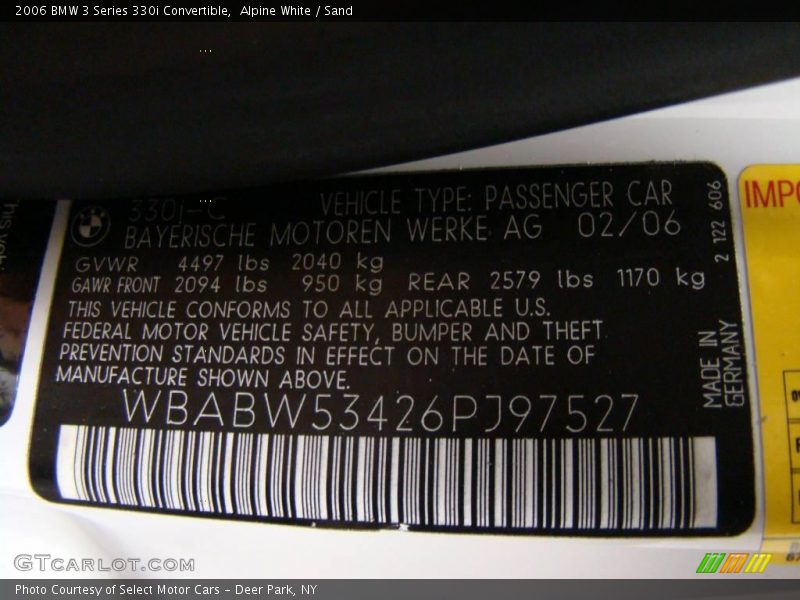 2006 BMW 3 Series 330i Convertible,  Alpine White / Sand
330i-C VEHICLE TYPE: PASSENGER CAR
BAYERISCHE MOTOREN WERKE AG 02/06
GVWR 4497 lbs 2040 kg
GAWR FRONT 2094 lbs 950 kg REAR 2579 lbs 1170 kg
THIS VEHICLE CONFORMS TO ALL APPLICABLE U.S.
FEDERAL MOTOR VEHICLE SAFETY, BUMPER AND THEFT
PREVENTION STANDARDS IN EFFECT ON THE DATE OF
MANUFACTURE SHOWN ABOVE.
WBABW53426PJ97527
2 122 606
MADE IN
GERMANY
IMPO
This
GTCARLOT.COM
Photo Courtesy of Select Motor Cars - Deer Park, NY